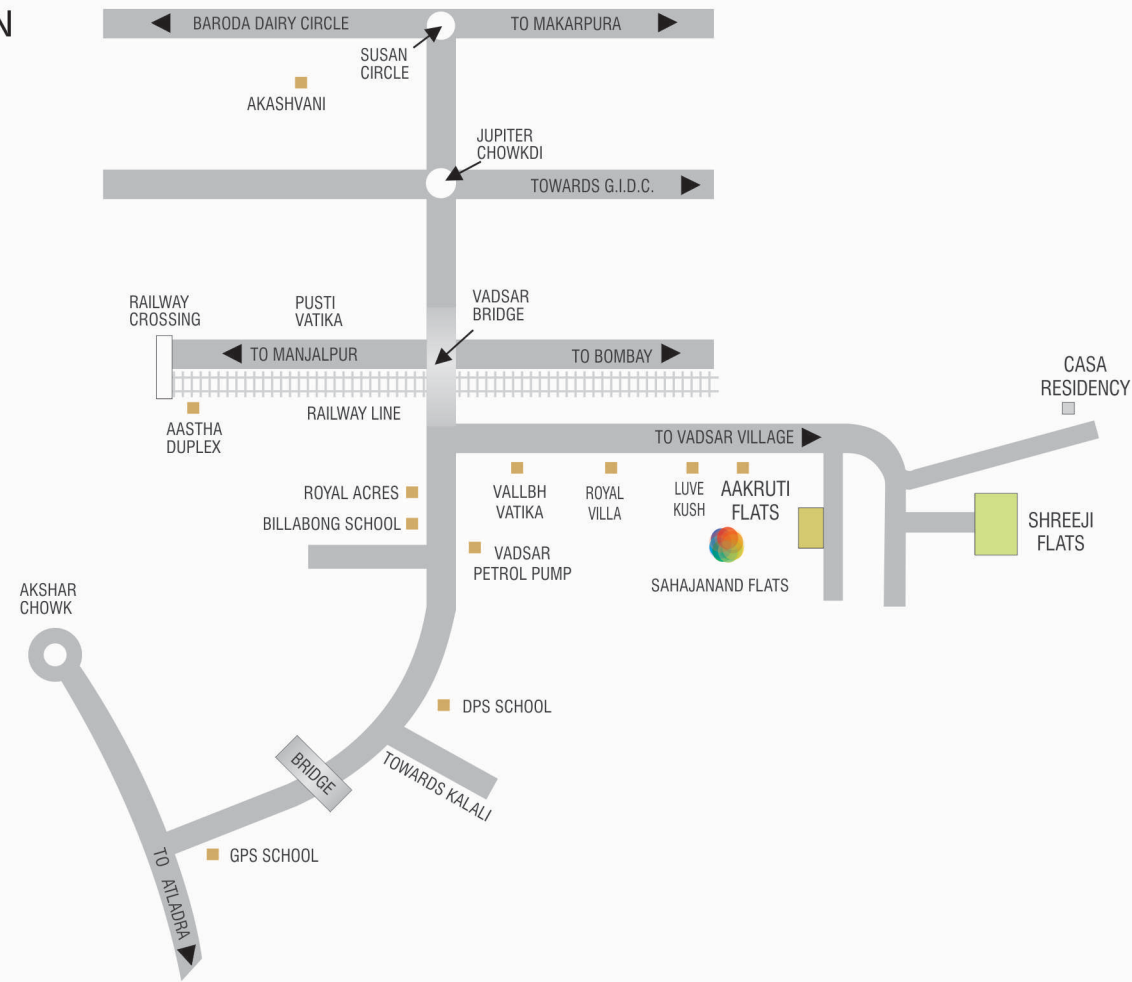 N
BARODA DAIRY CIRCLE
TO MAKARPURA
SUSAN
CIRCLE
AKASHVANI
JUPITER
CHOWKDI
TOWARDS G.I.D.C.
RAILWAY
CROSSING
PUSTI
VATIKA
VADSAR
BRIDGE
TO MANJALPUR
TO BOMBAY
CASA
RESIDENCY
RAILWAY LINE
AASTHA
DUPLEX
TO VADSAR VILLAGE
ROYAL ACRES
BILLABONG SCHOOL
VALLBH
VATIKA
ROYAL
VILLA
LUVE
KUSH
AAKRUTI
FLATS
SHREEJI
FLATS
VADSAR
PETROL PUMP
SAHAJANAND FLATS
AKSHAR
CHOWK
DPS SCHOOL
BRIDGE
TOWARDS KALALI
GPS SCHOOL
TO ATLADRA